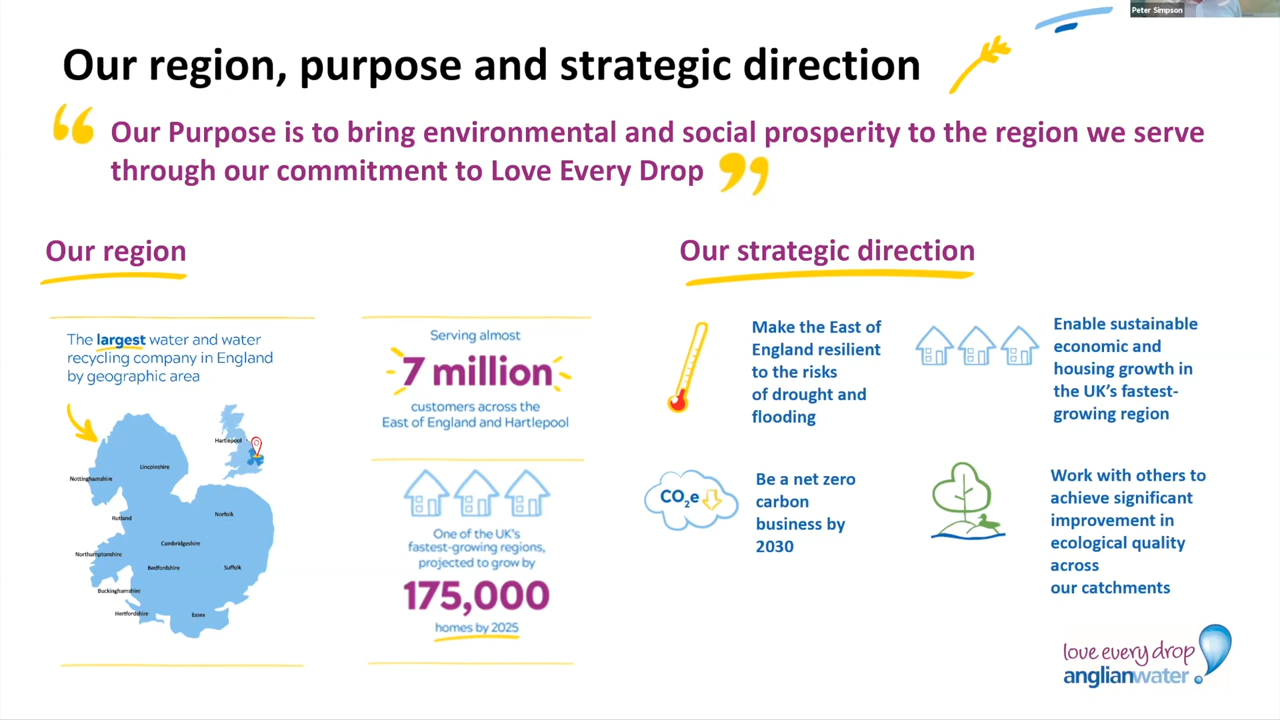 Peter Simpson
Our region, purpose and strategic direction
“ Our Purpose is to bring environmental and social prosperity to the region we serve
through our commitment to Love Every Drop ”
Our region
The largest water and water
recycling company in England
by geographic area
Hartlepool
Lincolnshire
Nottinghamshire
Rutland
Norfolk
Cambridgeshire
Northamptonshire
Bedfordshire
Suffolk
Buckinghamshire
Hertfordshire
Essex
Serving almost
7 million
customers across the
East of England and Hartlepool
One of the UK's
fastest-growing regions,
projected to grow by
175,000
homes by 2025
Our strategic direction
Make the East of
England resilient
to the risks
of drought and
flooding
Enable sustainable
economic and
housing growth in
the UK's fastest-
growing region
CO₂e
Be a net zero
carbon
business by
2030
Work with others to
achieve significant
improvement in
ecological quality
across
our catchments
love every drop
anglianwater